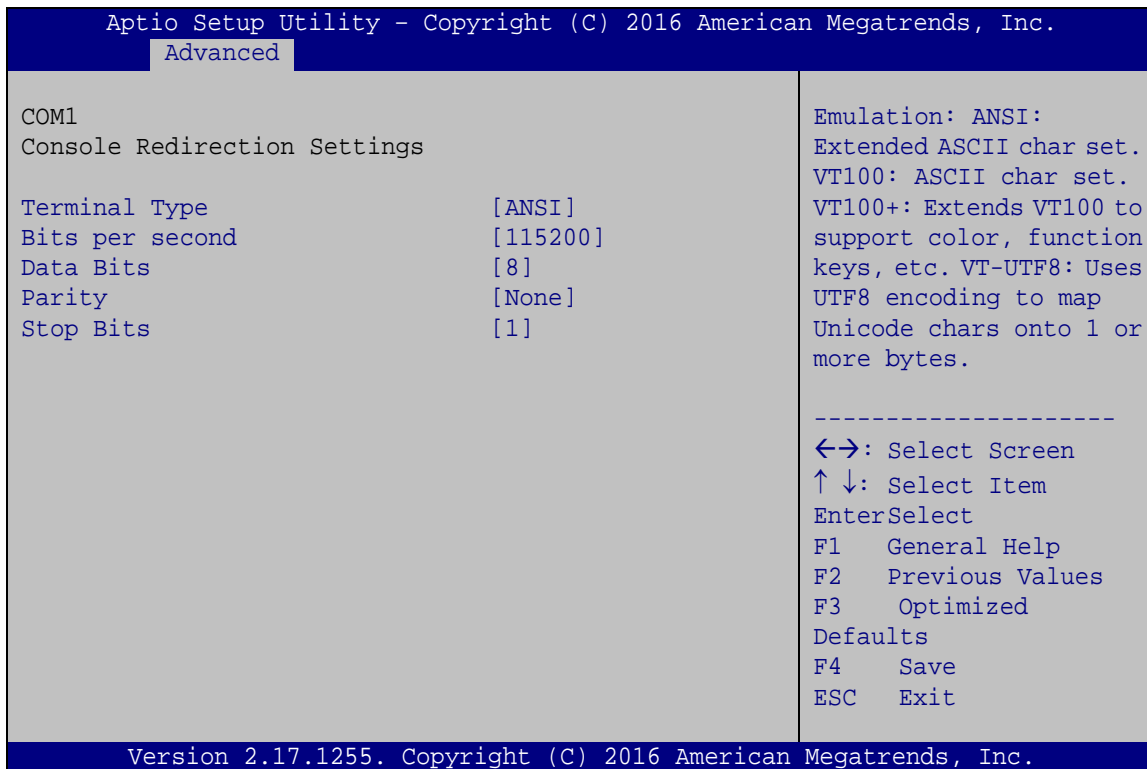 Aptio Setup Utility – Copyright (C) 2016 American Megatrends, Inc.
Advanced
COM1
Console Redirection Settings
Terminal Type [ANSI]
Bits per second [115200]
Data Bits [8]
Parity [None]
Stop Bits [1]
Emulation: ANSI:
Extended ASCII char set.
VT100: ASCII char set.
VT100+: Extends VT100 to
support color, function
keys, etc. VT-UTF8: Uses
UTF8 encoding to map
Unicode chars onto 1 or
more bytes.
---------------------
←→: Select Screen
↑ ↓: Select Item
EnterSelect
F1 General Help
F2 Previous Values
F3 Optimized
Defaults
F4 Save
ESC Exit
Version 2.17.1255. Copyright (C) 2016 American Megatrends, Inc.